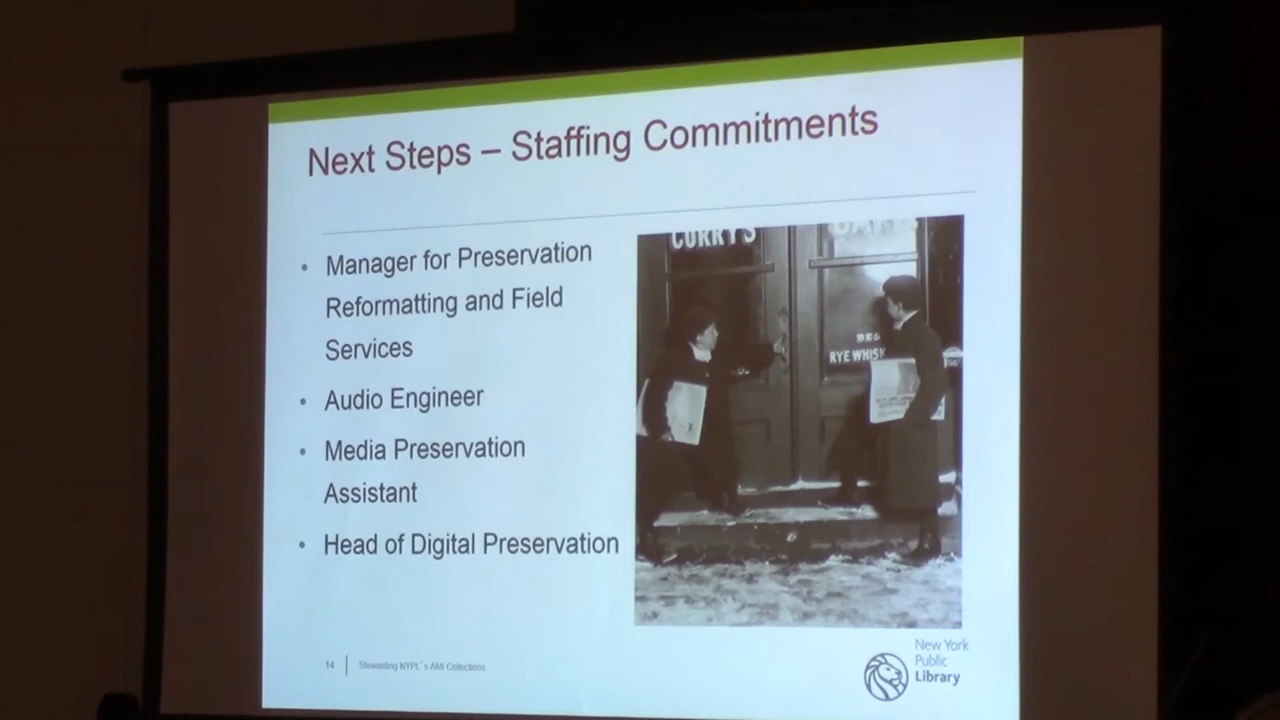 Next Steps – Staffing Commitments
• Manager for Preservation
Reformatting and Field
Services
• Audio Engineer
• Media Preservation
Assistant
• Head of Digital Preservation
CURRY'S
RYE WHISK
14
Stewarding NYPL's AMI Collections
New York
Public
Library